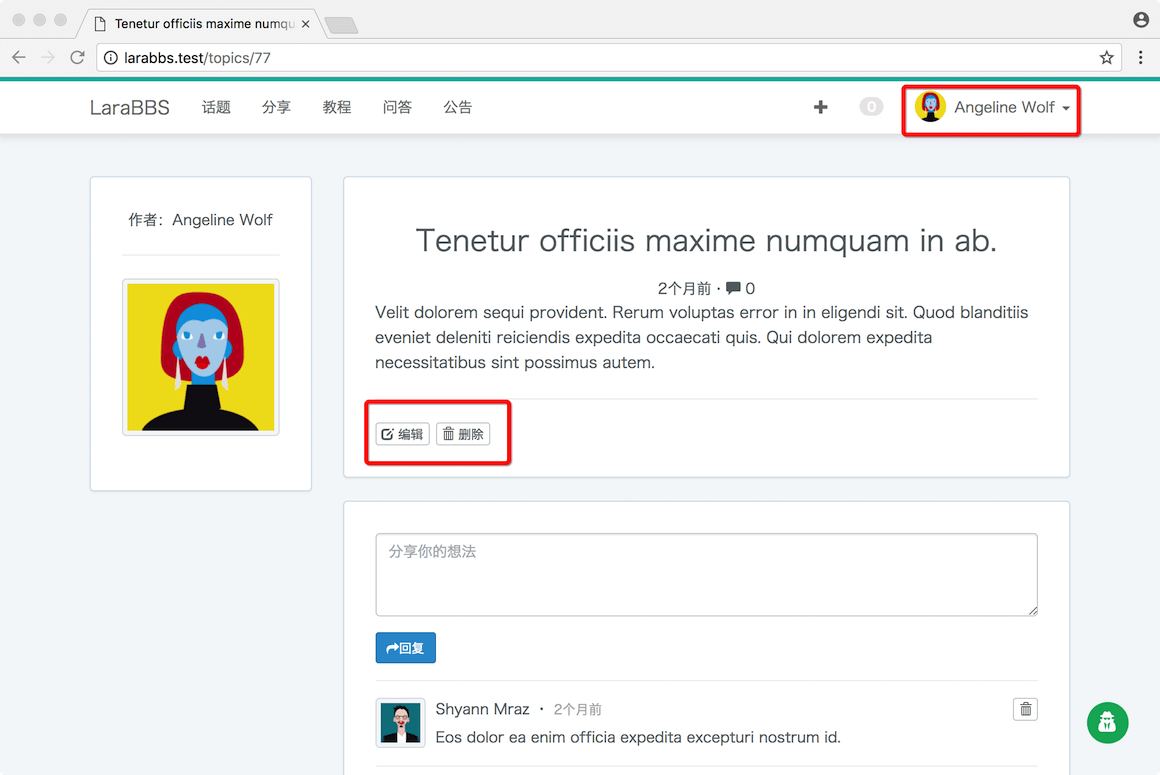 Tenetur officiis maxime numqu
larabbs.test/topics/77
LaraBBS 话题 分享 教程 问答 公告 0 Angeline Wolf
作者：Angeline Wolf
Tenetur officiis maxime numquam in ab.
2个月前 · 0
Velit dolorem sequi provident. Rerum voluptas error in in eligendi sit. Quod blanditiis
eveniet deleniti reiciendis expedita occaecati quis. Qui dolorem expedita
necessitatibus sint possimus autem.
编辑 删除
分享你的想法
回复
Shyann Mraz · 2个月前
Eos dolor ea enim officia expedita excepturi nostrum id.